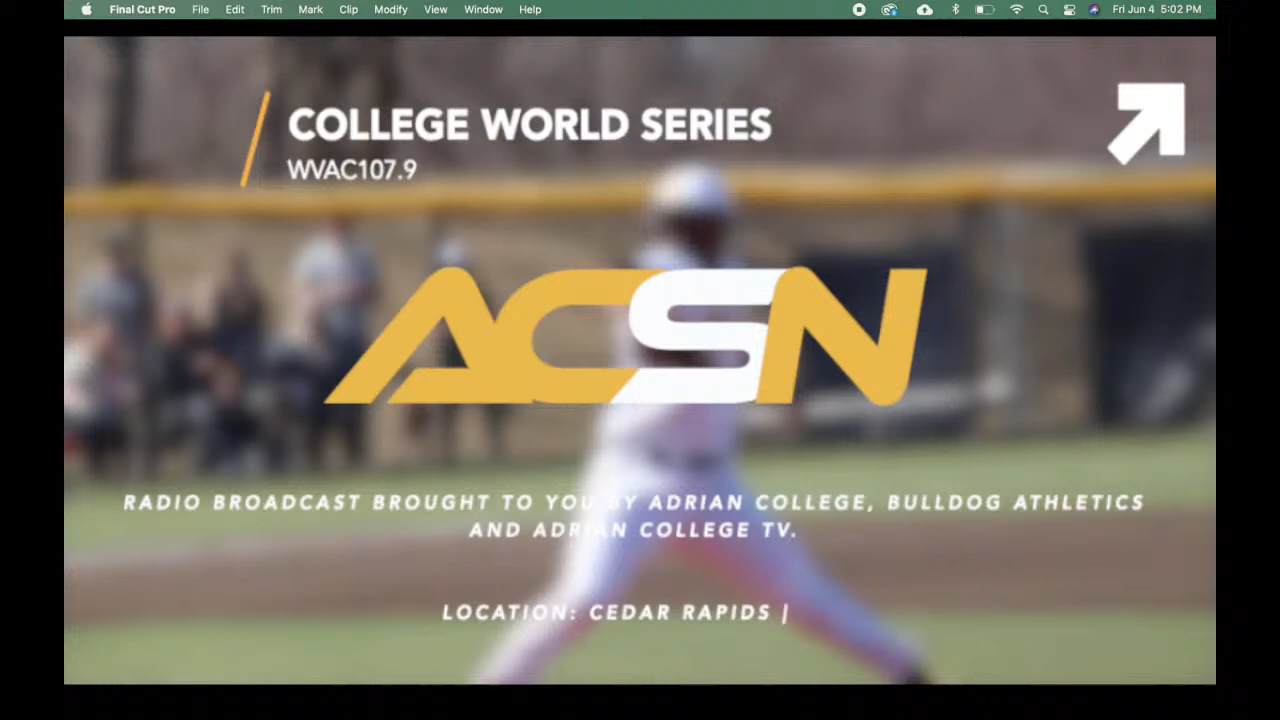 Final Cut Pro File Edit Trim Mark Clip Modify View Window Help Fri Jun 4 5:02 PM
COLLEGE WORLD SERIES
WVAC107.9
ACSN
RADIO BROADCAST BROUGHT TO YOU BY ADRIAN COLLEGE, BULLDOG ATHLETICS
AND ADRIAN COLLEGE TV.
LOCATION: CEDAR RAPIDS |